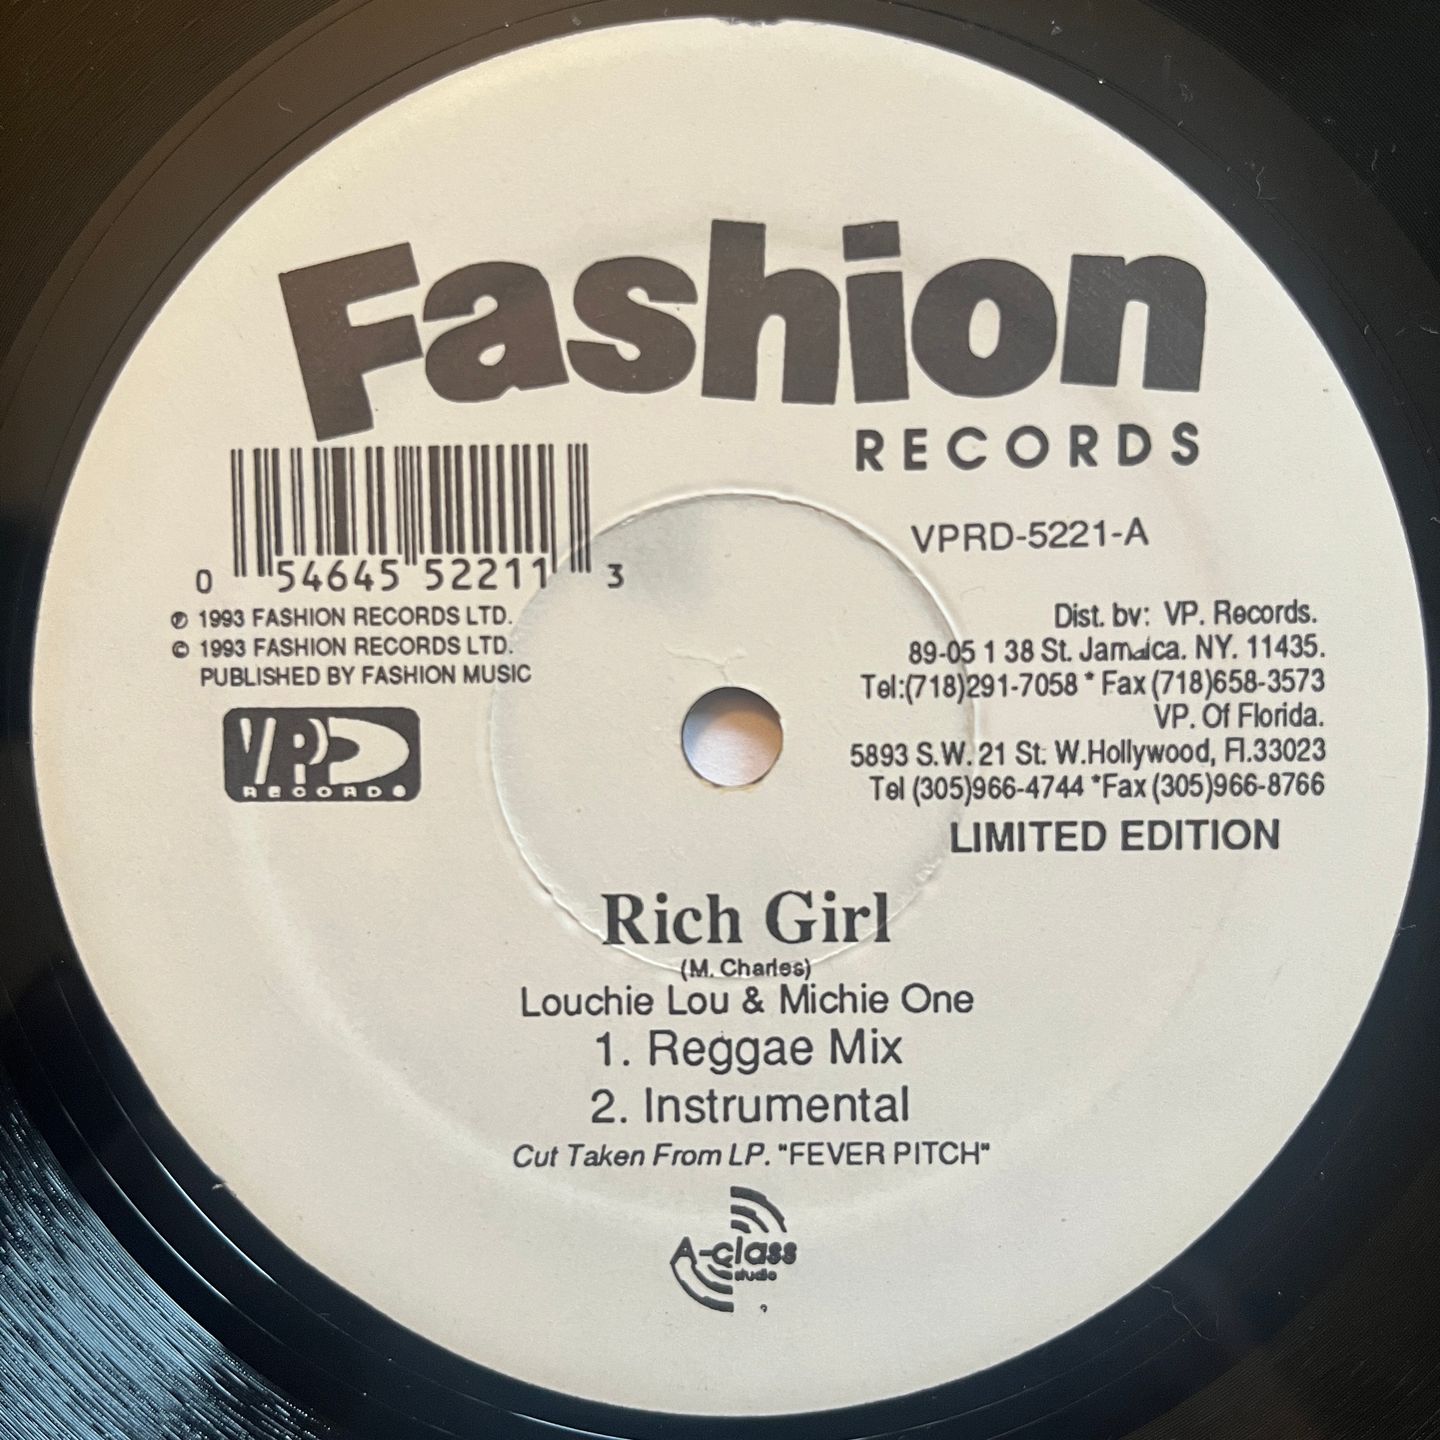 Fashion
RECORDS
VPRD-5221-A
0 54645 52211 3
℗ 1993 FASHION RECORDS LTD.
© 1993 FASHION RECORDS LTD.
PUBLISHED BY FASHION MUSIC
VP RECORDS
Dist. by: VP. Records.
89-05 1 38 St. Jamaica. NY. 11435.
Tel:(718)291-7058 * Fax (718)658-3573
VP. Of Florida.
5893 S.W. 21 St. W.Hollywood, Fl.33023
Tel (305)966-4744 *Fax (305)966-8766
LIMITED EDITION
Rich Girl
(M. Charles)
Louchie Lou & Michie One
1. Reggae Mix
2. Instrumental
Cut Taken From LP. "FEVER PITCH"
A-class
studio